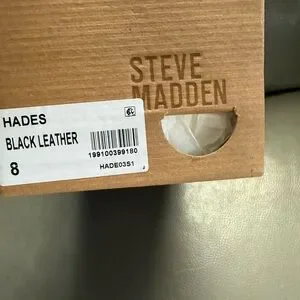 STEVE
MADDEN
HADES
BLACK LEATHER
199100399180
8
HADE03S1
J